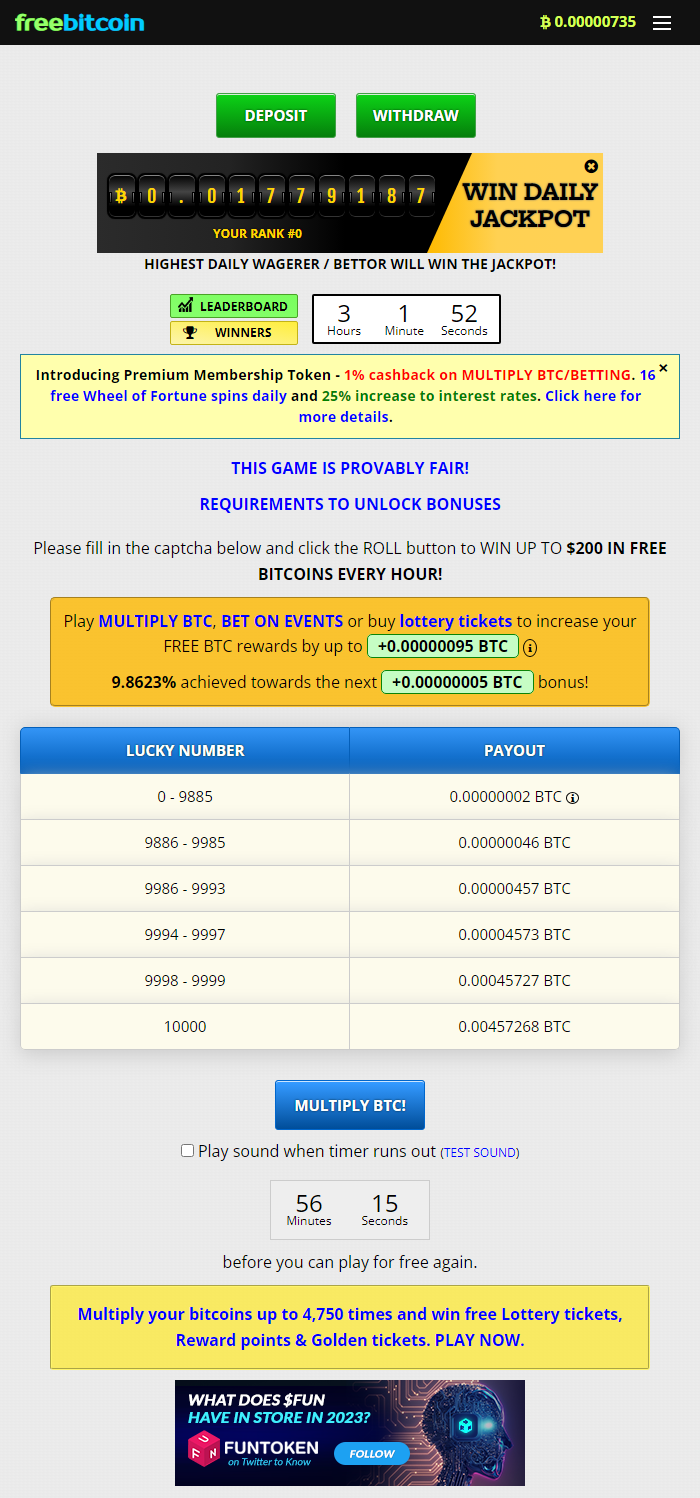 freebitcoin
₿ 0.00000735
DEPOSIT
WITHDRAW
₿ 0.01779187
YOUR RANK #0
WIN DAILY
JACKPOT
HIGHEST DAILY WAGERER / BETTOR WILL WIN THE JACKPOT!
LEADERBOARD
WINNERS
3 1 52
Hours Minute Seconds
Introducing Premium Membership Token - 1% cashback on MULTIPLY BTC/BETTING. 16
free Wheel of Fortune spins daily and 25% increase to interest rates. Click here for
more details.
THIS GAME IS PROVABLY FAIR!
REQUIREMENTS TO UNLOCK BONUSES
Please fill in the captcha below and click the ROLL button to WIN UP TO $200 IN FREE
BITCOINS EVERY HOUR!
Play MULTIPLY BTC, BET ON EVENTS or buy lottery tickets to increase your
FREE BTC rewards by up to +0.00000095 BTC
9.8623% achieved towards the next +0.00000005 BTC bonus!
LUCKY NUMBER PAYOUT
0 - 9885 0.00000002 BTC
9886 - 9985 0.00000046 BTC
9986 - 9993 0.00000457 BTC
9994 - 9997 0.00004573 BTC
9998 - 9999 0.00045727 BTC
10000 0.00457268 BTC
MULTIPLY BTC!
Play sound when timer runs out (TEST SOUND)
56 15
Minutes Seconds
before you can play for free again.
Multiply your bitcoins up to 4,750 times and win free Lottery tickets,
Reward points & Golden tickets. PLAY NOW.
WHAT DOES $FUN
HAVE IN STORE IN 2023?
FUN
FUNTOKEN
on Twitter to Know
FOLLOW